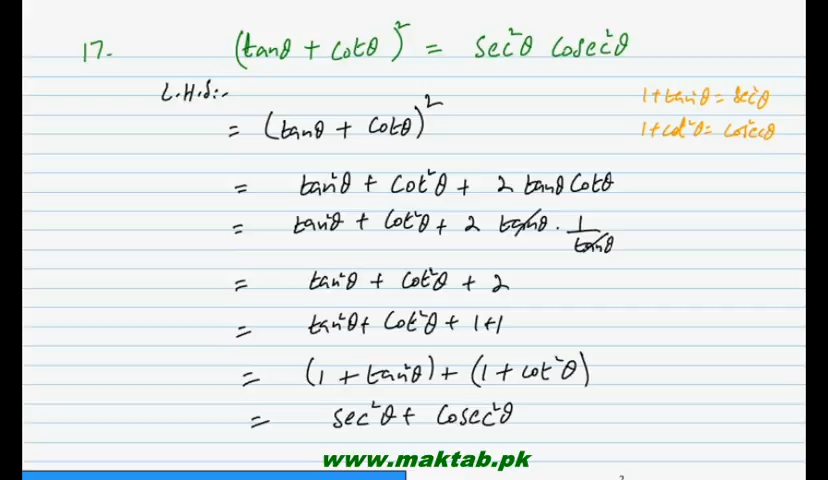 17. (tanθ + cotθ)² = sec²θ cosec²θ
L.H.S:-
1+tan²θ = sec²θ
= (tanθ + cotθ)²
1+cot²θ = cosec²θ
= tan²θ + cot²θ + 2 tanθ cotθ
= tan²θ + cot²θ + 2 tanθ · 1/tanθ
= tan²θ + cot²θ + 2
= tan²θ + cot²θ + 1+1
= (1 + tan²θ) + (1 + cot²θ)
= sec²θ + cosec²θ
www.maktab.pk